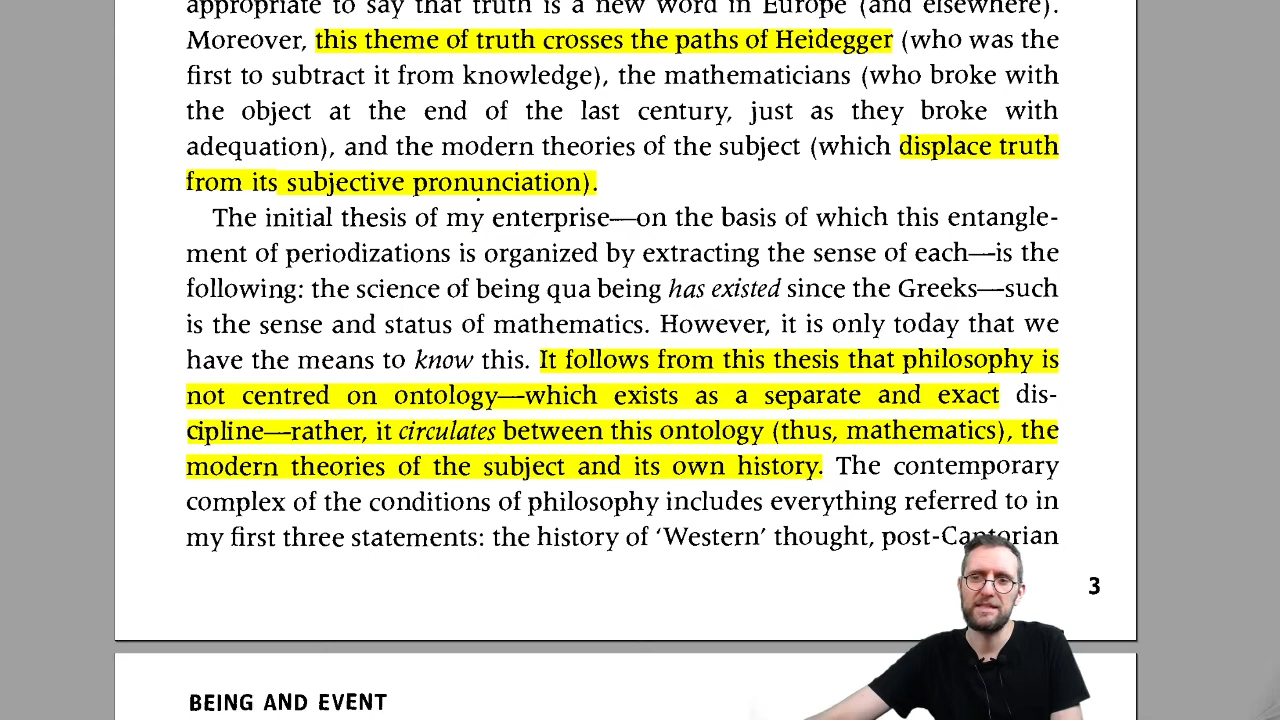 appropriate to say that truth is a new word in Europe (and elsewhere).
Moreover, this theme of truth crosses the paths of Heidegger (who was the
first to subtract it from knowledge), the mathematicians (who broke with
the object at the end of the last century, just as they broke with
adequation), and the modern theories of the subject (which displace truth
from its subjective pronunciation).
The initial thesis of my enterprise—on the basis of which this entangle-
ment of periodizations is organized by extracting the sense of each—is the
following: the science of being qua being has existed since the Greeks—such
is the sense and status of mathematics. However, it is only today that we
have the means to know this. It follows from this thesis that philosophy is
not centred on ontology—which exists as a separate and exact dis-
cipline—rather, it circulates between this ontology (thus, mathematics), the
modern theories of the subject and its own history. The contemporary
complex of the conditions of philosophy includes everything referred to in
my first three statements: the history of ‘Western’ thought, post-Cantorian
3
BEING AND EVENT